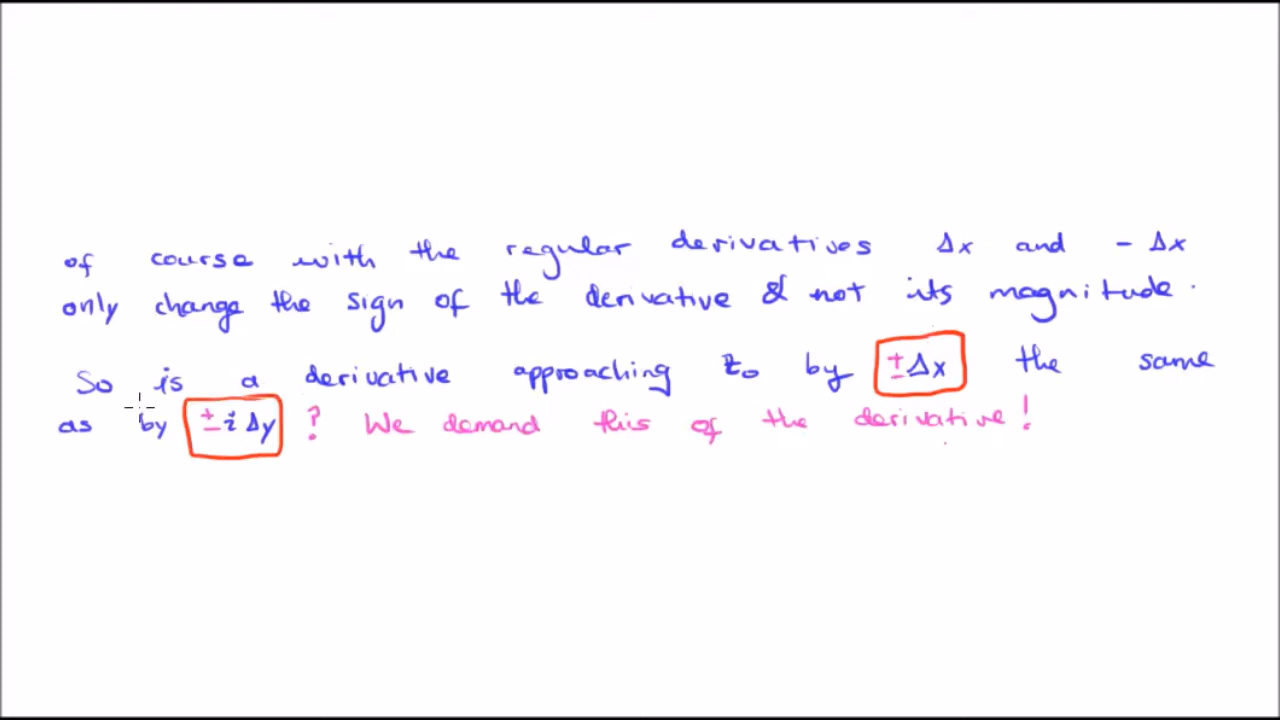 of course with the regular derivatives Δx and - Δx
only change the sign of the derivative & not its magnitude.
So is a derivative approaching z₀ by ±Δx the same
as by ±iΔy ? We demand this of the derivative!